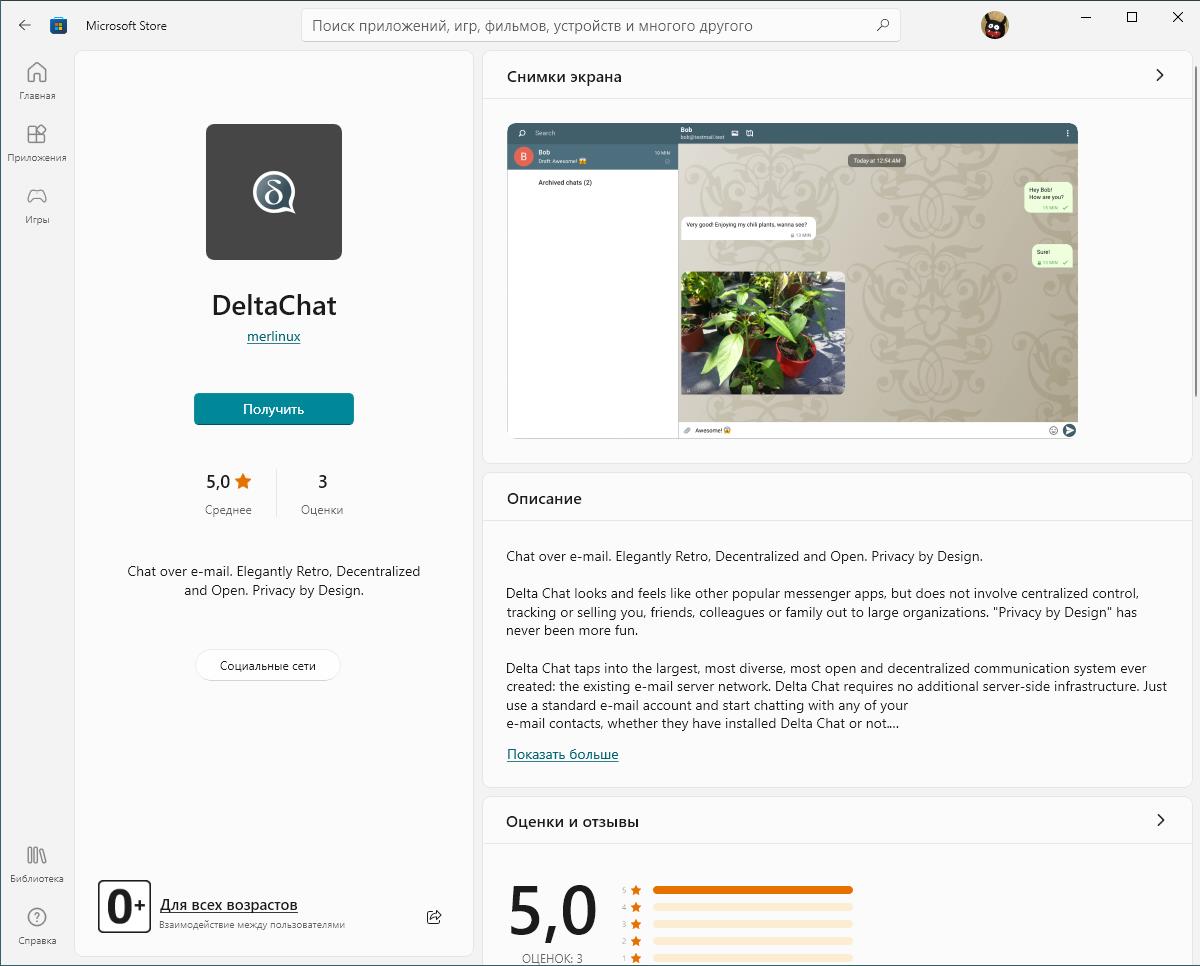 Microsoft Store
Поиск приложений, игр, фильмов, устройств и многого другого
Главная
Приложения
Игры
Библиотека
Справка
δ
DeltaChat
merlinux
Получить
5,0
Среднее
3
Оценки
Chat over e-mail. Elegantly Retro, Decentralized
and Open. Privacy by Design.
Социальные сети
0+
Для всех возрастов
Взаимодействие между пользователями
Снимки экрана
Search
Bob
bob@testmail.test
B
Bob
10 MIN
Draft: Awesome!
Archived chats (2)
Today at 12:54 AM
Hey Bob!
How are you?
15 MIN
Very good! Enjoying my chili plants, wanna see?
13 MIN
Sure!
13 MIN
Awesome!
Описание
Chat over e-mail. Elegantly Retro, Decentralized and Open. Privacy by Design.
Delta Chat looks and feels like other popular messenger apps, but does not involve centralized control,
tracking or selling you, friends, colleagues or family out to large organizations. "Privacy by Design" has
never been more fun.
Delta Chat taps into the largest, most diverse, most open and decentralized communication system ever
created: the existing e-mail server network. Delta Chat requires no additional server-side infrastructure. Just
use a standard e-mail account and start chatting with any of your
e-mail contacts, whether they have installed Delta Chat or not....
Показать больше
Оценки и отзывы
5,0
ОЦЕНОК: 3
5
4
3
2
1